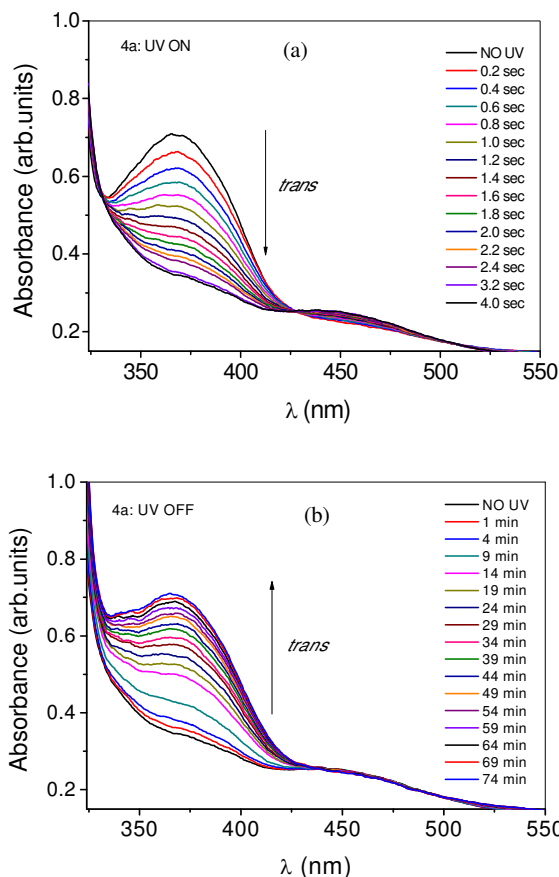 4a: UV ON
(a)
NO UV
0.2 sec
0.4 sec
0.6 sec
0.8 sec
1.0 sec
1.2 sec
1.4 sec
1.6 sec
1.8 sec
2.0 sec
2.2 sec
2.4 sec
3.2 sec
4.0 sec
trans
Absorbance (arb.units)
1.0
0.8
0.6
0.4
0.2
350 400 450 500 550
λ (nm)
4a: UV OFF
(b)
NO UV
1 min
4 min
9 min
14 min
19 min
24 min
29 min
34 min
39 min
44 min
49 min
54 min
59 min
64 min
69 min
74 min
trans
Absorbance (arb.units)
1.0
0.8
0.6
0.4
0.2
350 400 450 500 550
λ (nm)